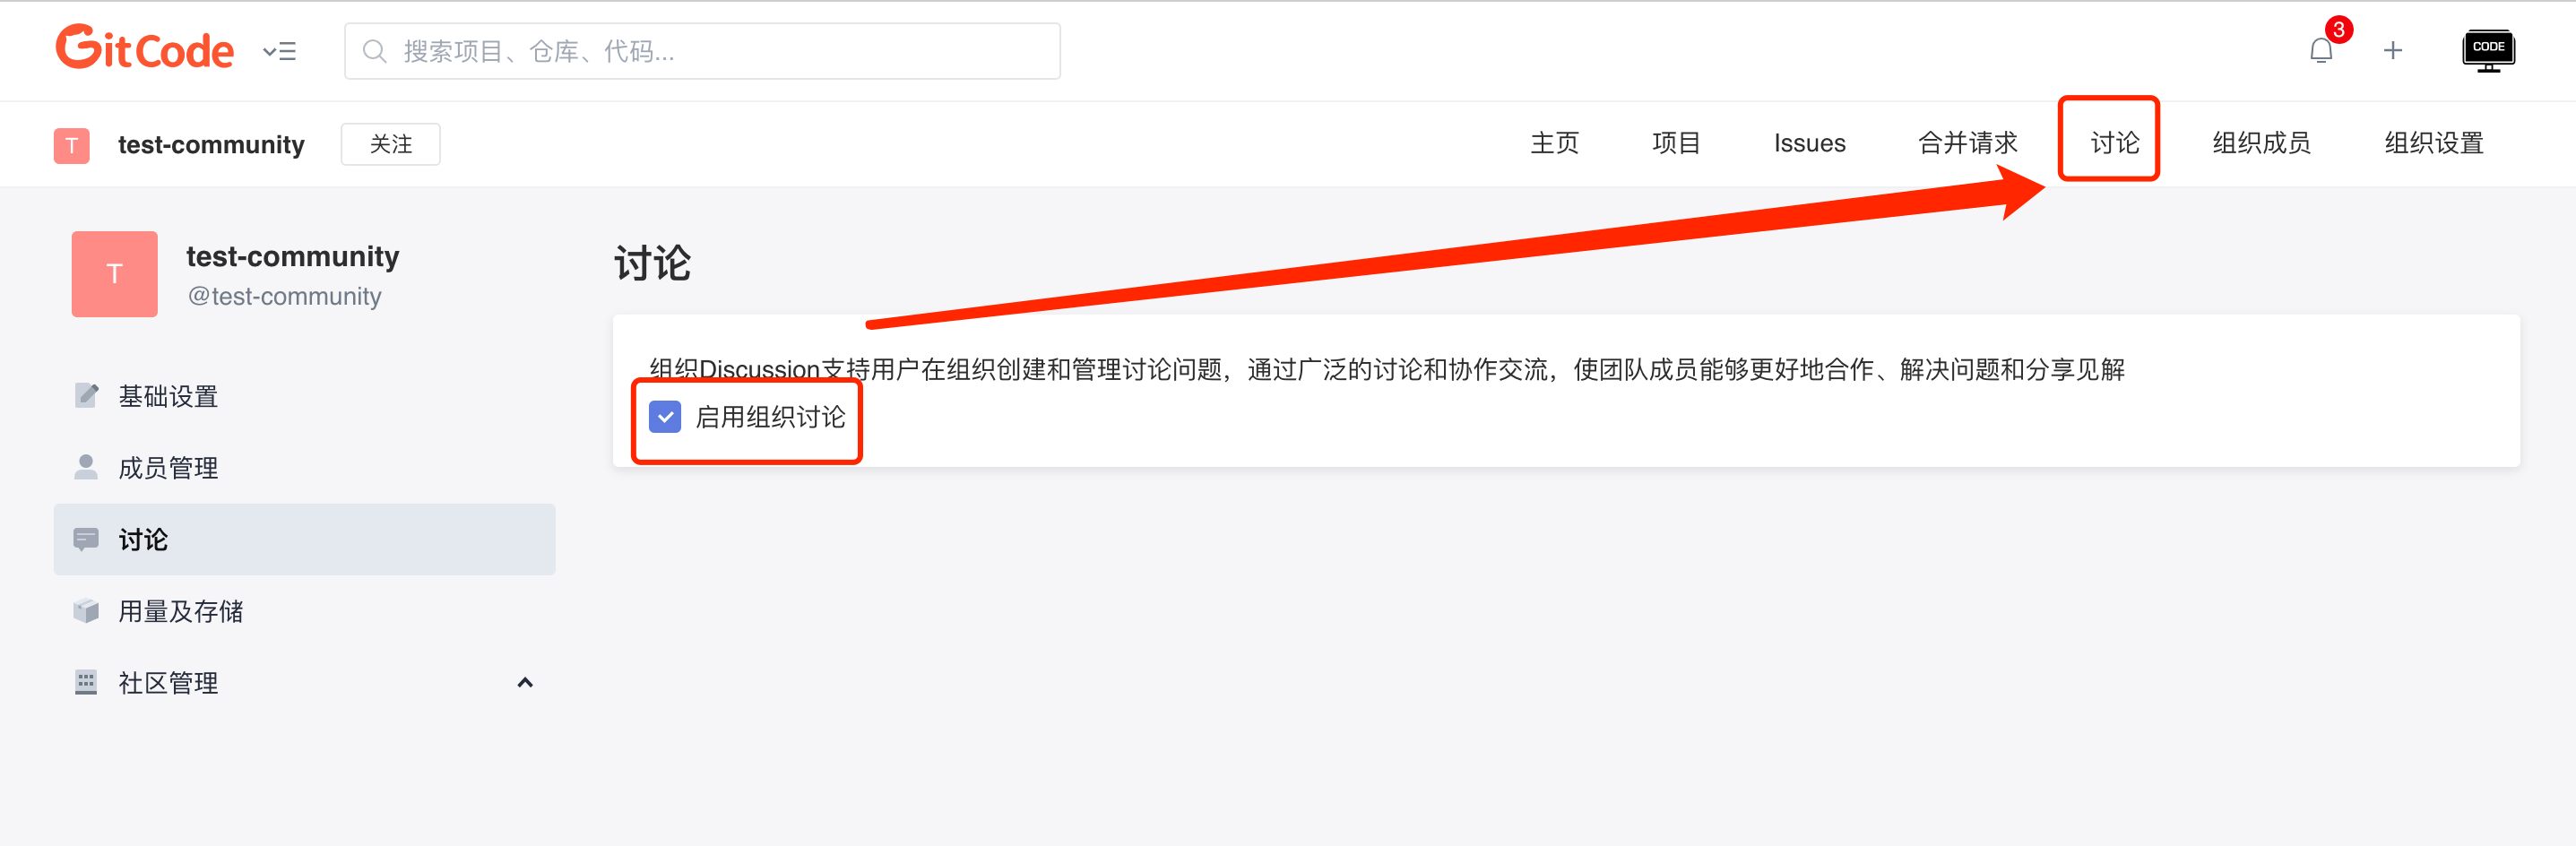 GitCode
搜索项目、仓库、代码...
3
CODE
T
test-community
关注
主页
项目
Issues
合并请求
讨论
组织成员
组织设置
T
test-community
@test-community
基础设置
成员管理
讨论
用量及存储
社区管理
讨论
组织Discussion支持用户在组织创建和管理讨论问题，通过广泛的讨论和协作交流，使团队成员能够更好地合作、解决问题和分享见解
启用组织讨论